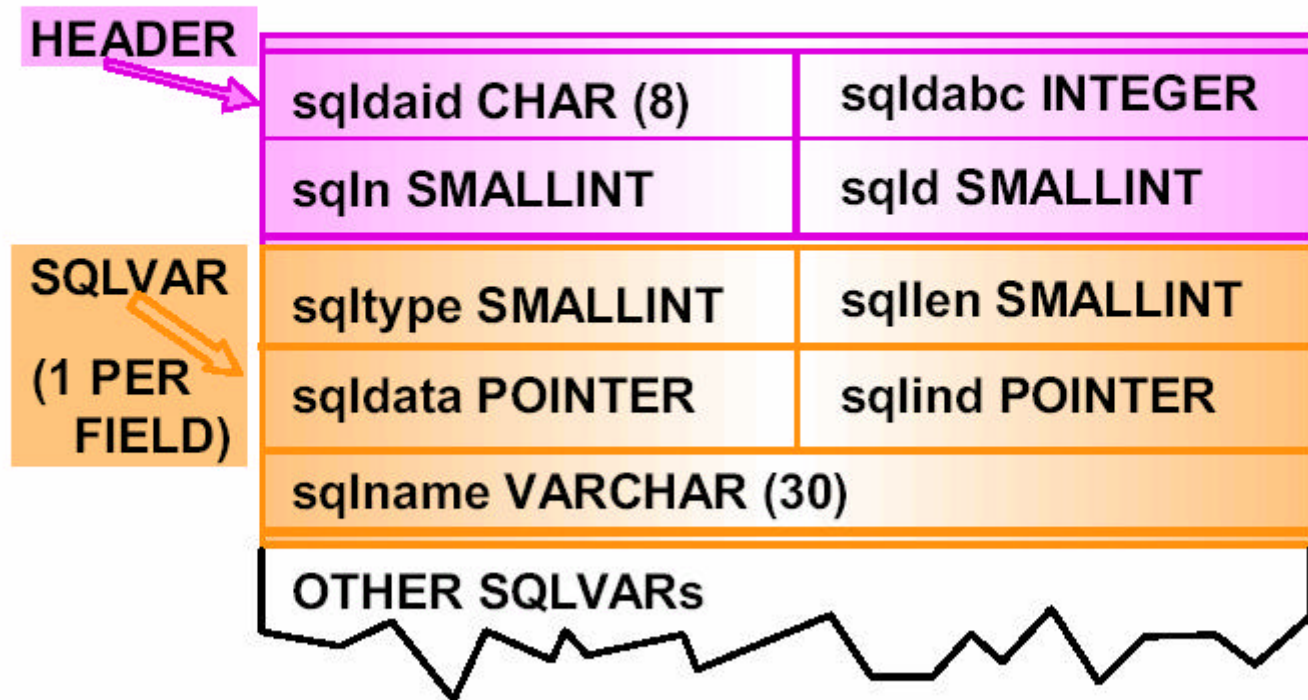 HEADER
sqldaid CHAR (8)
sqldabc INTEGER
sqln SMALLINT
sqld SMALLINT
SQLVAR
(1 PER
FIELD)
sqltype SMALLINT
sqllen SMALLINT
sqldata POINTER
sqlind POINTER
sqlname VARCHAR (30)
OTHER SQLVARs